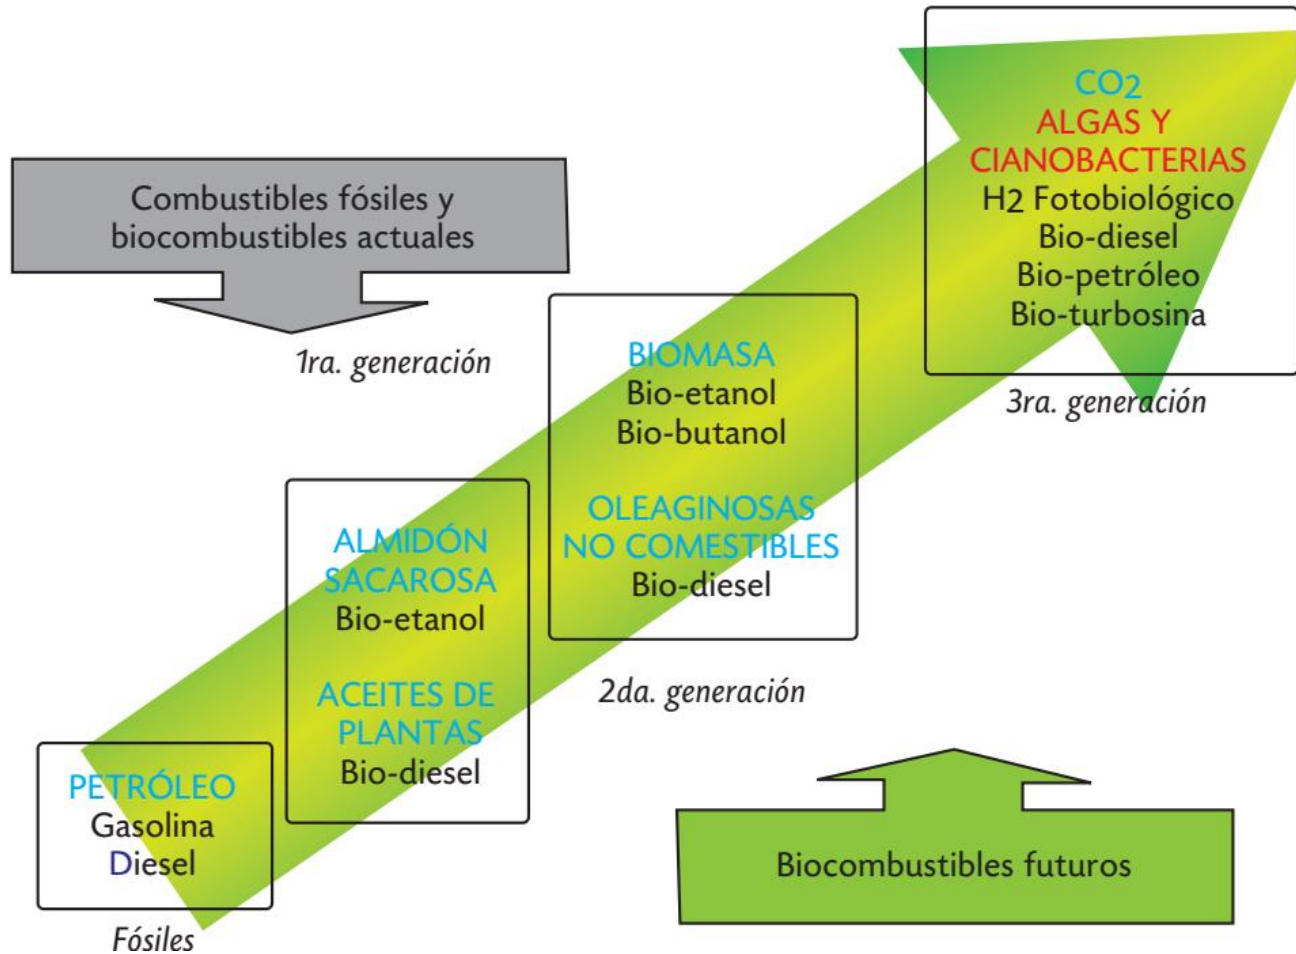 Combustibles fósiles y
biocombustibles actuales
PETRÓLEO
Gasolina
Diesel
Fósiles
1ra. generación
ALMIDÓN
SACAROSA
Bio-etanol
ACEITES DE
PLANTAS
Bio-diesel
BIOMASA
Bio-etanol
Bio-butanol
OLEAGINOSAS
NO COMESTIBLES
Bio-diesel
2da. generación
CO2
ALGAS Y
CIANOBACTERIAS
H2 Fotobiológico
Bio-diesel
Bio-petróleo
Bio-turbosina
3ra. generación
Biocombustibles futuros